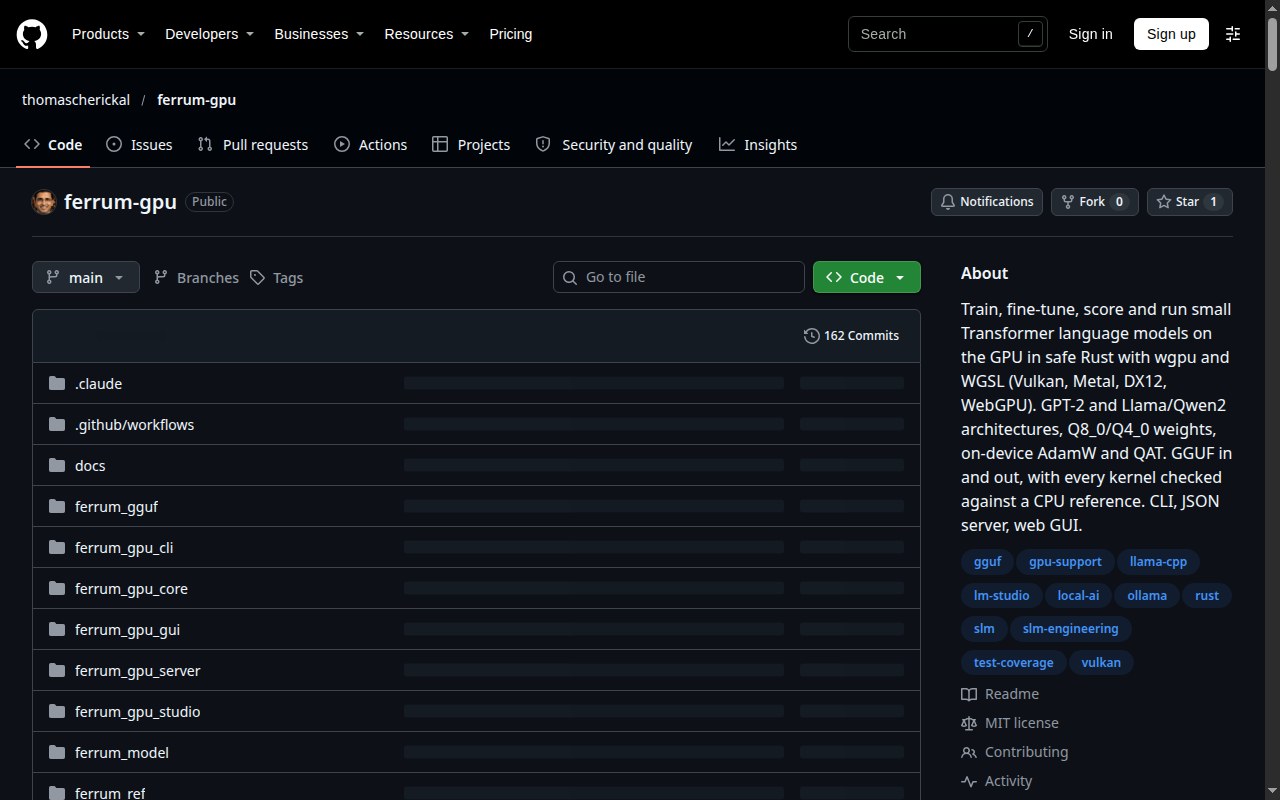 Products Developers Businesses Resources Pricing Search / Sign in Sign up
thomascherickal / ferrum-gpu
Code Issues Pull requests Actions Projects Security and quality Insights
ferrum-gpu Public Notifications Fork 0 Star 1
main Branches Tags Go to file Code
162 Commits
.claude
.github/workflows
docs
ferrum_gguf
ferrum_gpu_cli
ferrum_gpu_core
ferrum_gpu_gui
ferrum_gpu_server
ferrum_gpu_studio
ferrum_model
ferrum_ref
About
Train, fine-tune, score and run small
Transformer language models on
the GPU in safe Rust with wgpu and
WGSL (Vulkan, Metal, DX12,
WebGPU). GPT-2 and Llama/Qwen2
architectures, Q8_0/Q4_0 weights,
on-device AdamW and QAT. GGUF in
and out, with every kernel checked
against a CPU reference. CLI, JSON
server, web GUI.
gguf gpu-support llama-cpp
lm-studio local-ai ollama rust
slm slm-engineering
test-coverage vulkan
Readme
MIT license
Contributing
Activity